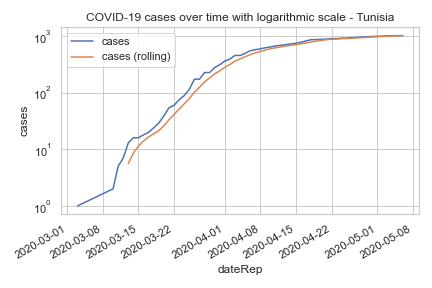 COVID-19 cases over time with logarithmic scale - Tunisia
cases
cases (rolling)
10³
10²
10¹
10⁰
cases
2020-03-01
2020-03-08
2020-03-15
2020-03-22
2020-04-01
2020-04-08
2020-04-15
2020-04-22
2020-05-01
2020-05-08
dateRep